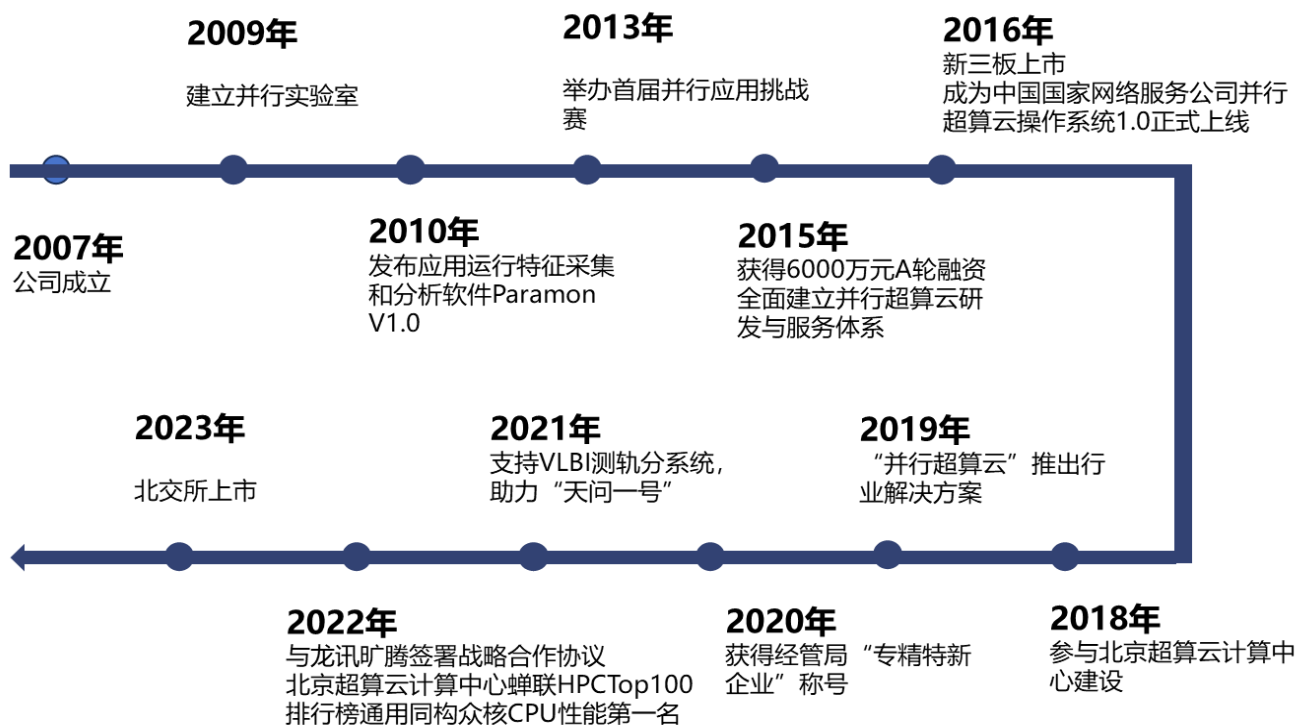 2007年
公司成立
2009年
建立并行实验室
2010年
发布应用运行特征采集
和分析软件Paramon
V1.0
2013年
举办首届并行应用挑战
赛
2015年
获得6000万元A轮融资
全面建立并行超算云研
发与服务体系
2016年
新三板上市
成为中国国家网络服务公司并行
超算云操作系统1.0正式上线
2018年
参与北京超算云计算中
心建设
2019年
“并行超算云”推出行
业解决方案
2020年
获得经管局“专精特新
企业”称号
2021年
支持VLBI测轨分系统，
助力“天问一号”
2022年
与龙讯旷腾签署战略合作协议
北京超算云计算中心蝉联HPCTop100
排行榜通用同构众核CPU性能第一名
2023年
北交所上市